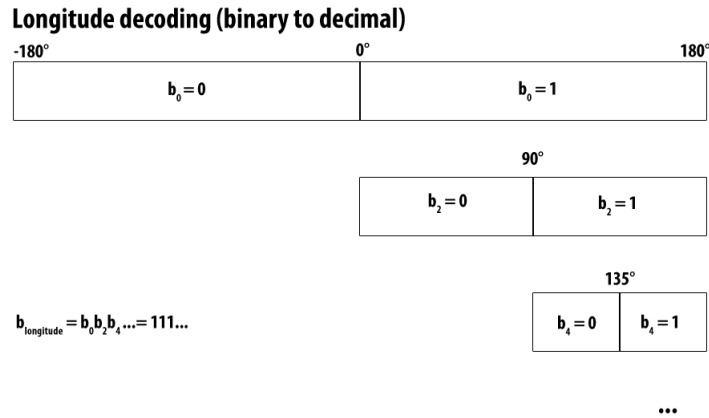 Longitude decoding (binary to decimal)
-180° 0° 180°
b₀ = 0 b₀ = 1
90°
b₂ = 0 b₂ = 1
135°
b_longitude = b₀b₂b₄...= 111... b₄ = 0 b₄ = 1
...